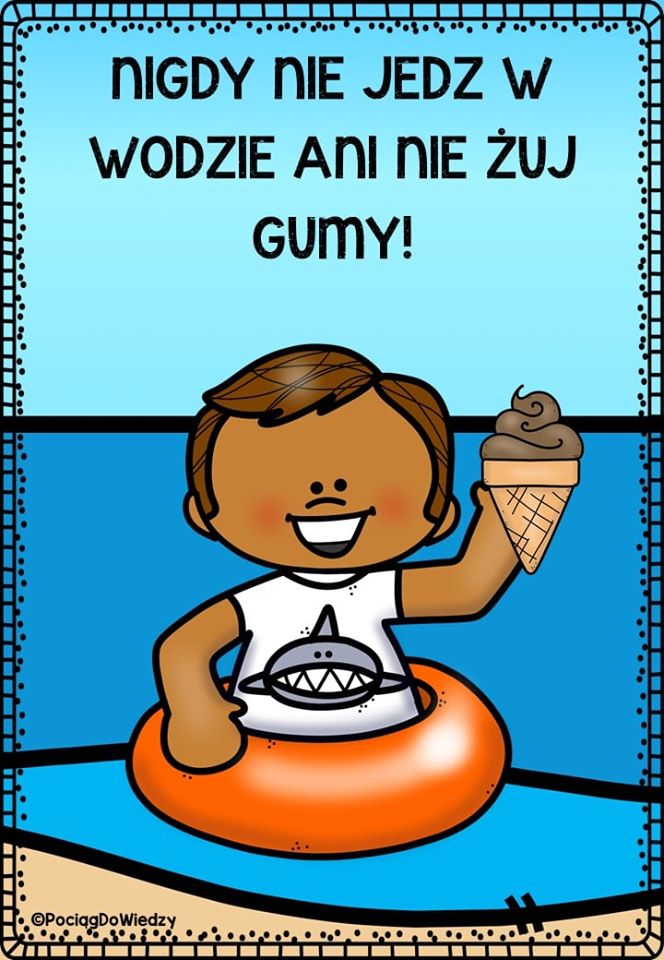 NIGDY NIE JEDZ W
WODZIE ANI NIE ŻUJ
GUMY!
©PociągDoWiedzy